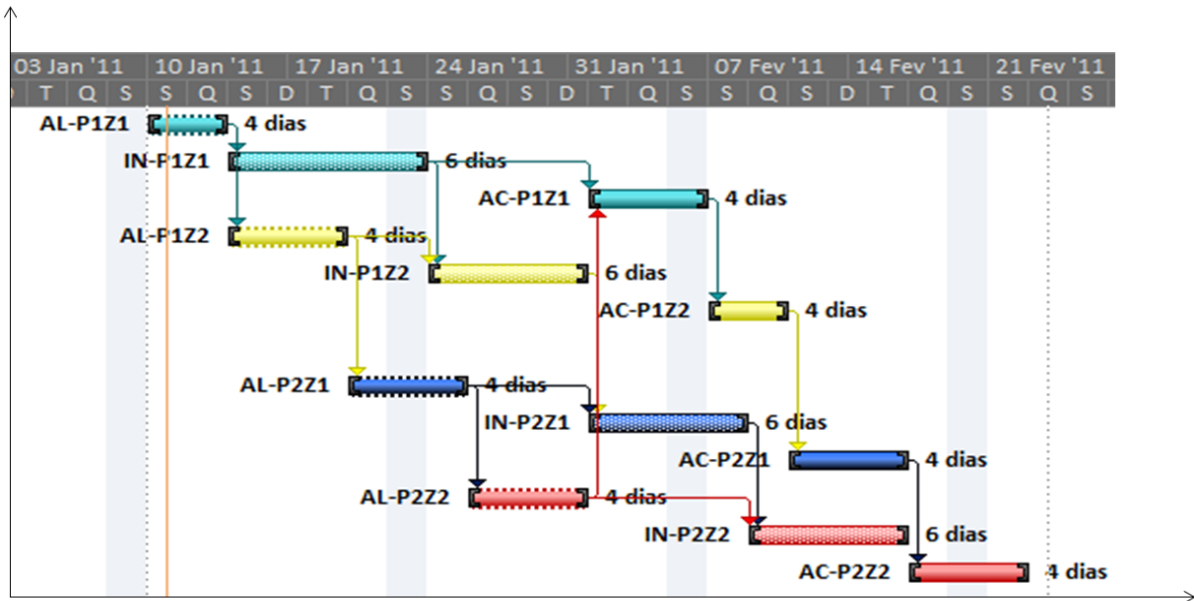 03 Jan '11 10 Jan '11 17 Jan '11 24 Jan '11 31 Jan '11 07 Fev '11 14 Fev '11 21 Fev '11
T Q S S Q S D T Q S S Q S D T Q S S Q S D T Q S S Q S
AL-P1Z1 4 dias
IN-P1Z1 6 dias
AC-P1Z1 4 dias
AL-P1Z2 4 dias
IN-P1Z2 6 dias
AC-P1Z2 4 dias
AL-P2Z1 4 dias
IN-P2Z1 6 dias
AC-P2Z1 4 dias
AL-P2Z2 4 dias
IN-P2Z2 6 dias
AC-P2Z2 4 dias